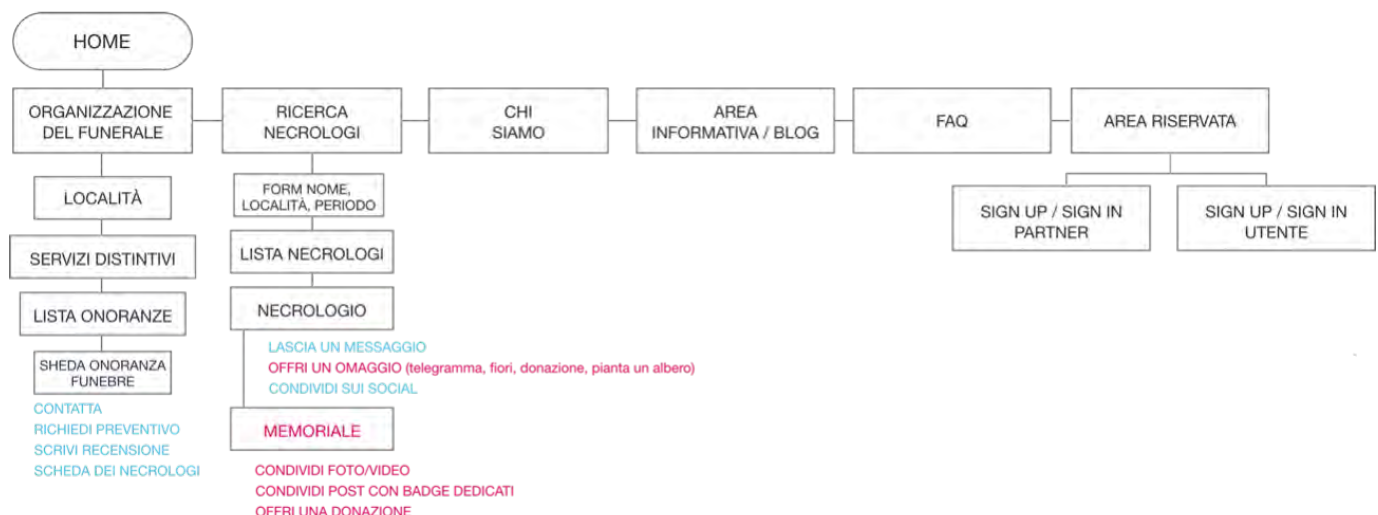 HOME
ORGANIZZAZIONE
DEL FUNERALE
RICERCA
NECROLOGI
CHI
SIAMO
AREA
INFORMATIVA / BLOG
FAQ
AREA RISERVATA
LOCALITÀ
SERVIZI DISTINTIVI
LISTA ONORANZE
SHEDA ONORANZA
FUNEBRE
CONTATTA
RICHIEDI PREVENTIVO
SCRIVI RECENSIONE
SCHEDA DEI NECROLOGI
FORM NOME,
LOCALITÀ, PERIODO
LISTA NECROLOGI
NECROLOGIO
LASCIA UN MESSAGGIO
OFFRI UN OMAGGIO (telegramma, fiori, donazione, pianta un albero)
CONDIVIDI SUI SOCIAL
MEMORIALE
CONDIVIDI FOTO/VIDEO
CONDIVIDI POST CON BADGE DEDICATI
OFFRI UNA DONAZIONE
SIGN UP / SIGN IN
PARTNER
SIGN UP / SIGN IN
UTENTE